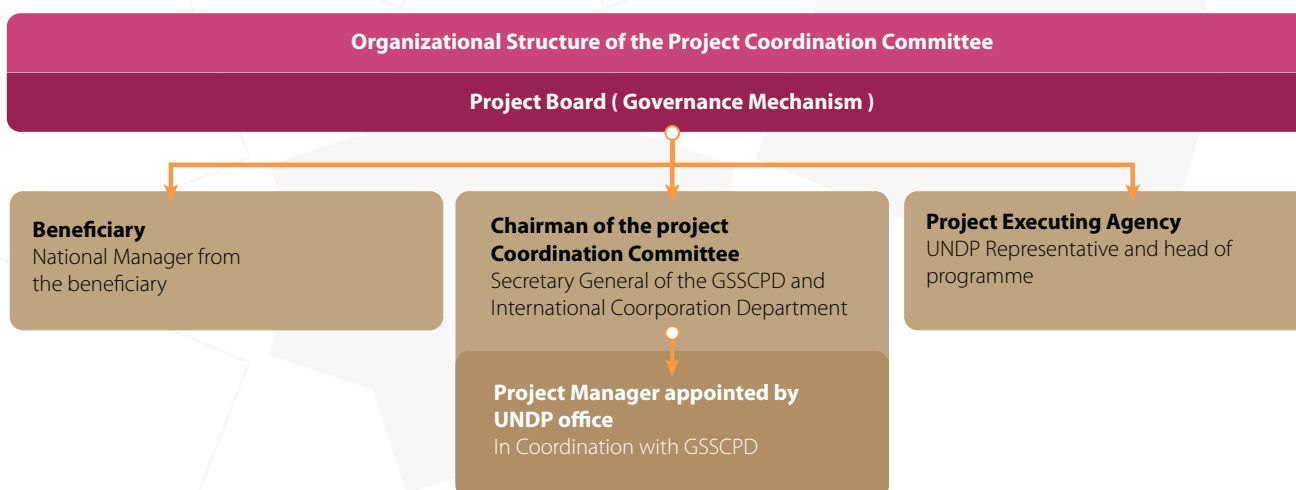 Organizational Structure of the Project Coordination Committee
Project Board ( Governance Mechanism )
Beneficiary
National Manager from
the beneficiary
Chairman of the project
Coordination Committee
Secretary General of the GSSCPD and
International Coorporation Department
Project Manager appointed by
UNDP office
In Coordination with GSSCPD
Project Executing Agency
UNDP Representative and head of
programme